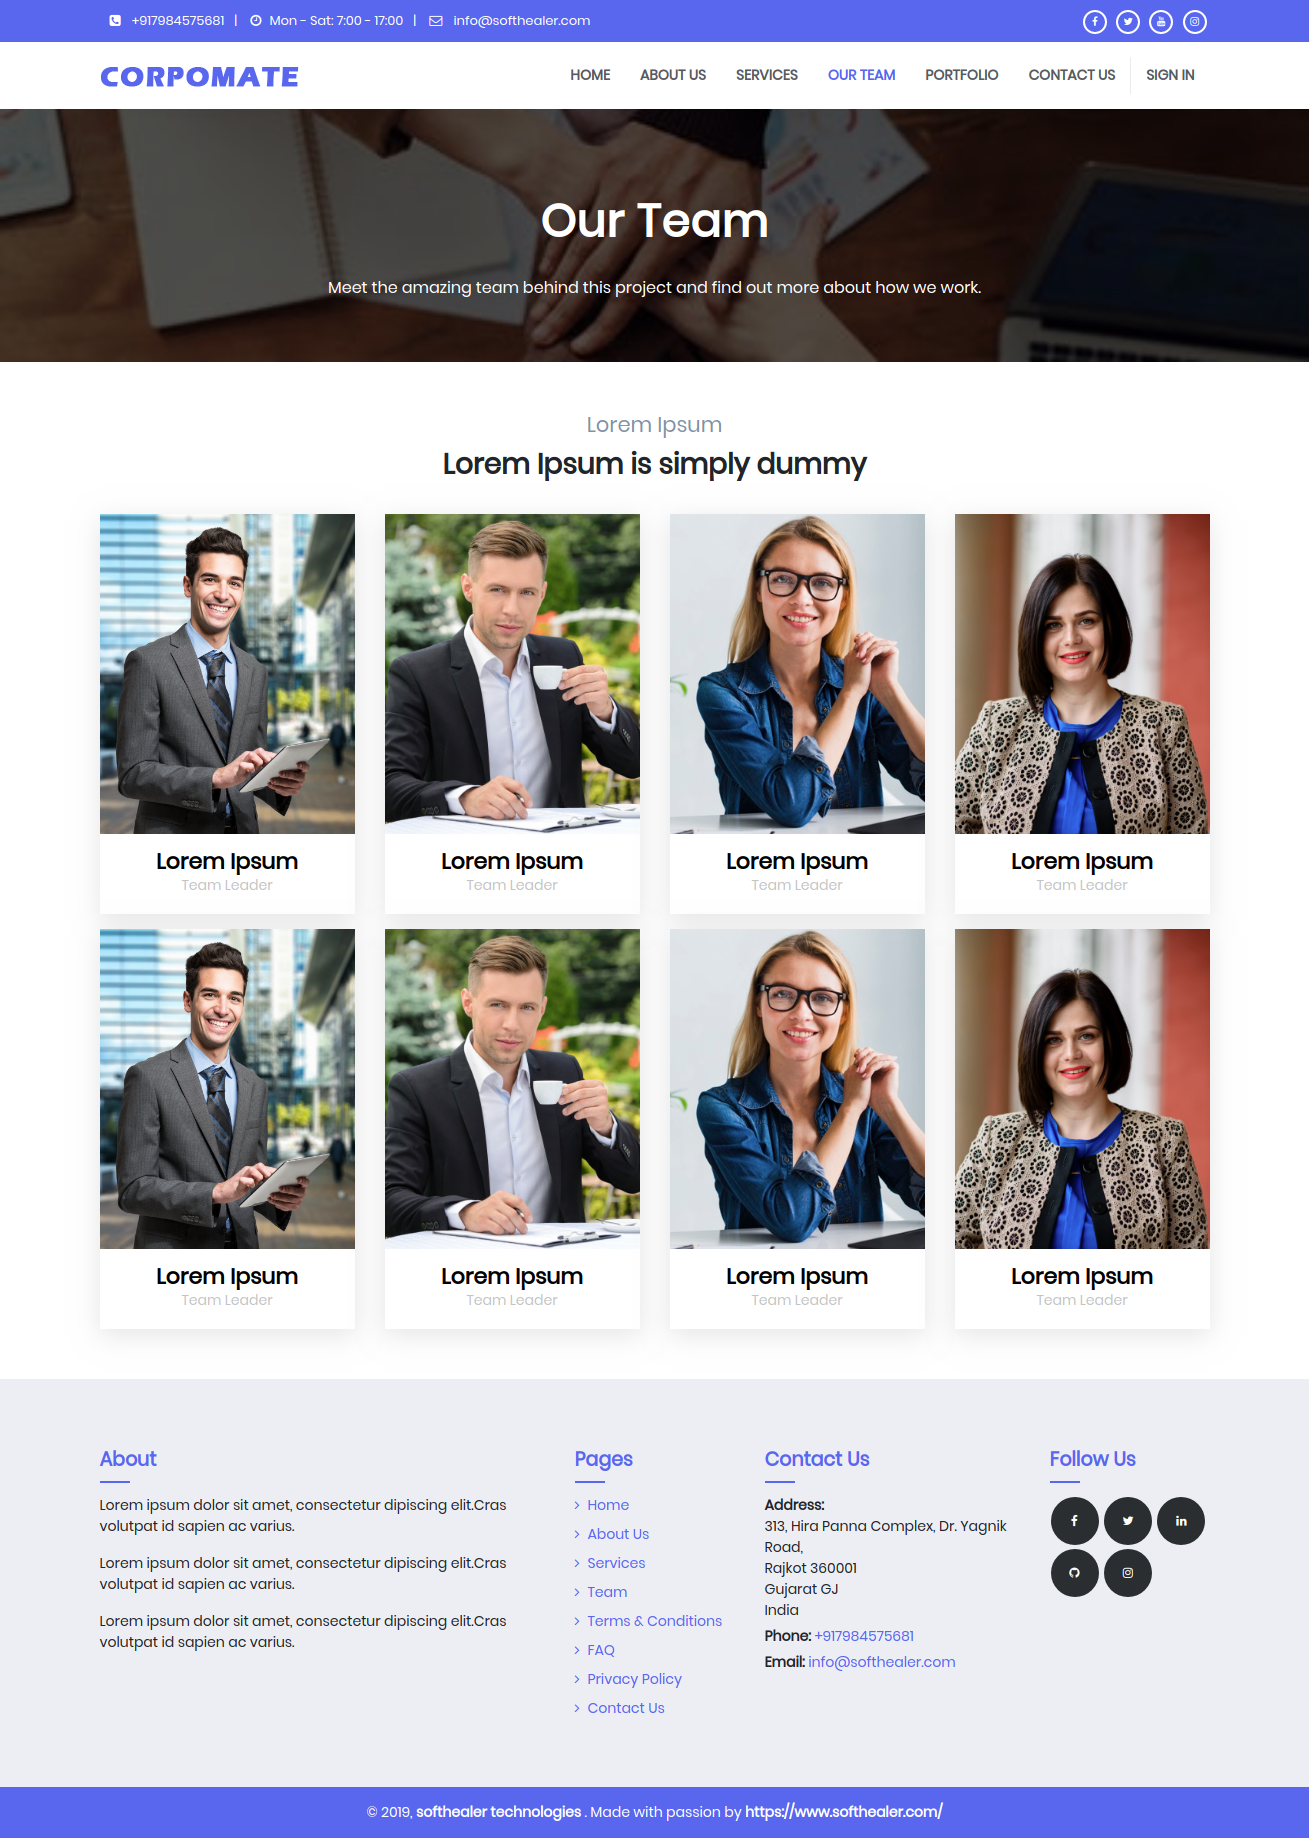 +917984575681 | Mon - Sat: 7:00 - 17:00 | info@softhealer.com
CORPOMATE
HOME ABOUT US SERVICES OUR TEAM PORTFOLIO CONTACT US SIGN IN
Our Team
Meet the amazing team behind this project and find out more about how we work.
Lorem Ipsum
Lorem Ipsum is simply dummy
Lorem Ipsum
Team Leader
Lorem Ipsum
Team Leader
Lorem Ipsum
Team Leader
Lorem Ipsum
Team Leader
Lorem Ipsum
Team Leader
Lorem Ipsum
Team Leader
Lorem Ipsum
Team Leader
Lorem Ipsum
Team Leader
About
Lorem ipsum dolor sit amet, consectetur dipiscing elit.Cras
volutpat id sapien ac varius.
Lorem ipsum dolor sit amet, consectetur dipiscing elit.Cras
volutpat id sapien ac varius.
Lorem ipsum dolor sit amet, consectetur dipiscing elit.Cras
volutpat id sapien ac varius.
Pages
Home
About Us
Services
Team
Terms & Conditions
FAQ
Privacy Policy
Contact Us
Contact Us
Address:
313, Hira Panna Complex, Dr. Yagnik
Road,
Rajkot 360001
Gujarat GJ
India
Phone: +917984575681
Email: info@softhealer.com
Follow Us
© 2019, softhealer technologies . Made with passion by https://www.softhealer.com/